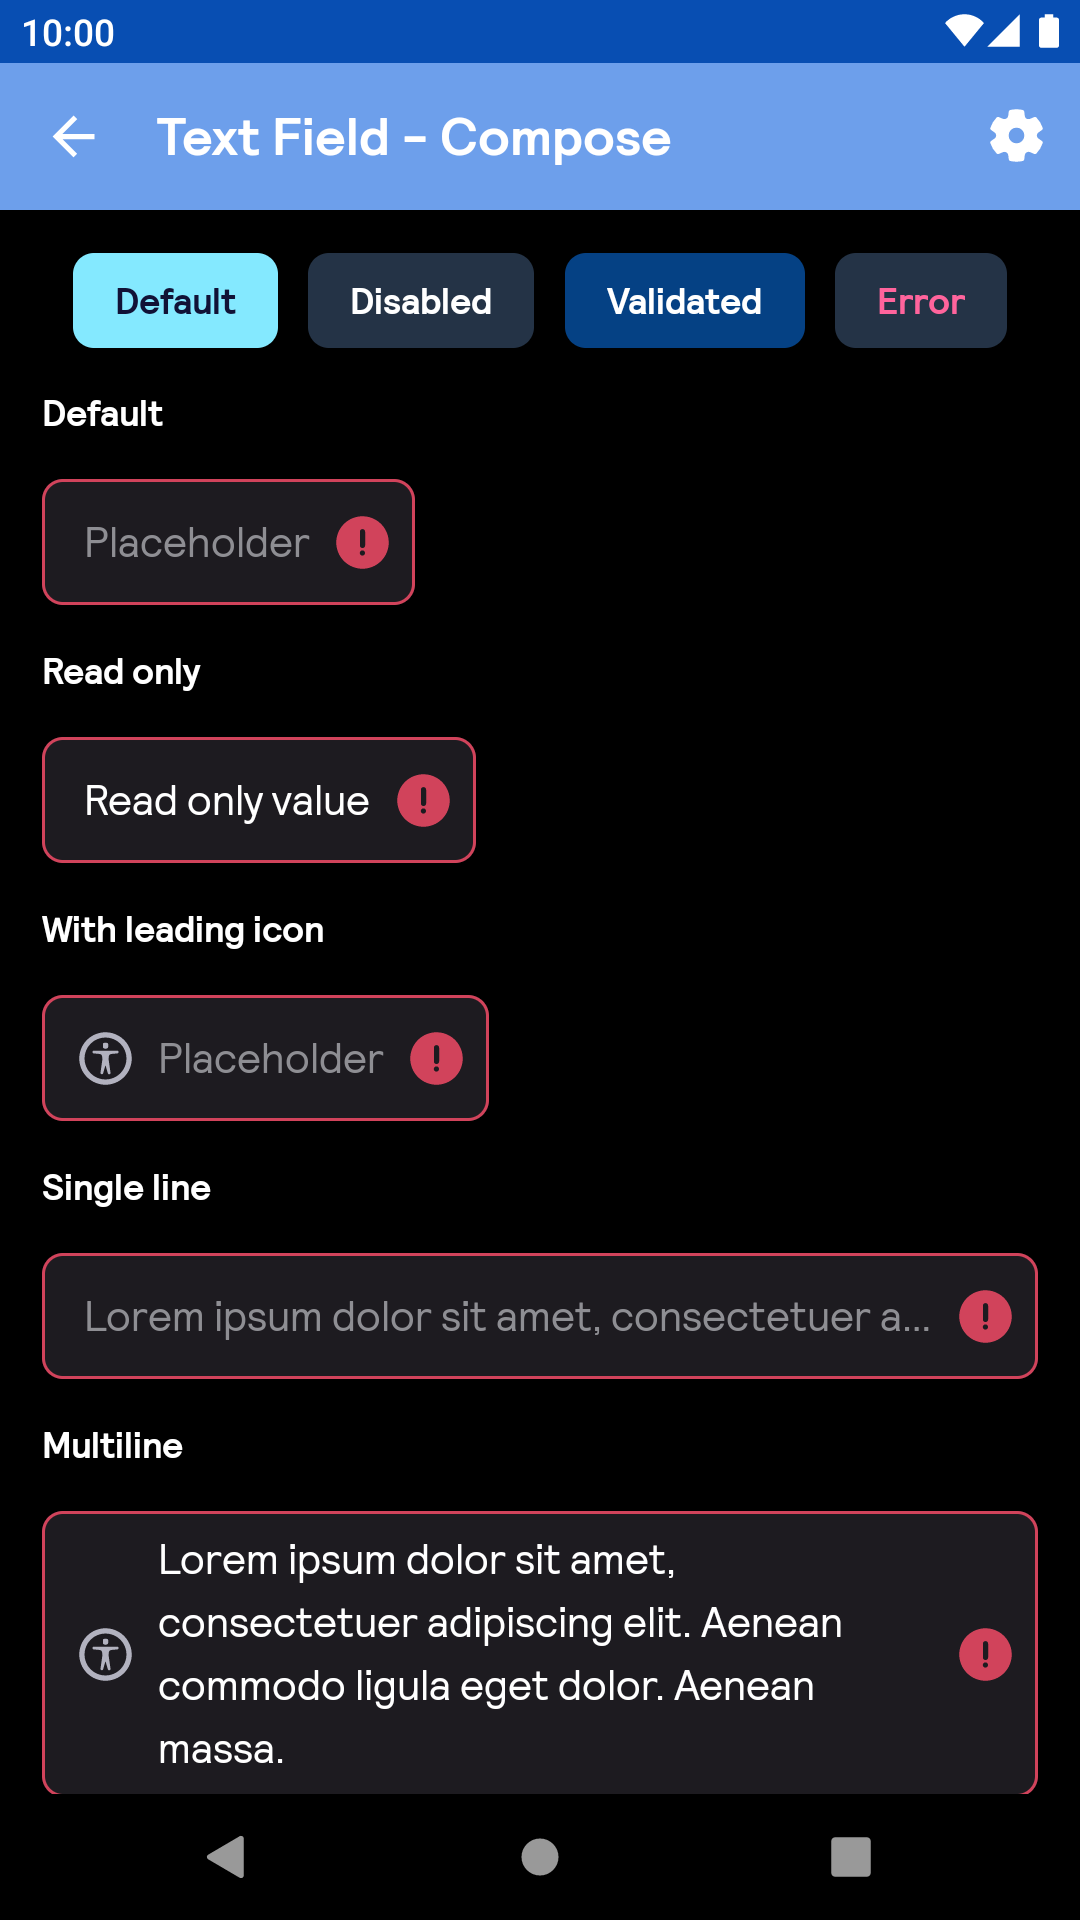 10:00
Text Field - Compose
Default Disabled Validated Error
Default
Placeholder
Read only
Read only value
With leading icon
Placeholder
Single line
Lorem ipsum dolor sit amet, consectetuer a...
Multiline
Lorem ipsum dolor sit amet,
consectetuer adipiscing elit. Aenean
commodo ligula eget dolor. Aenean
massa.